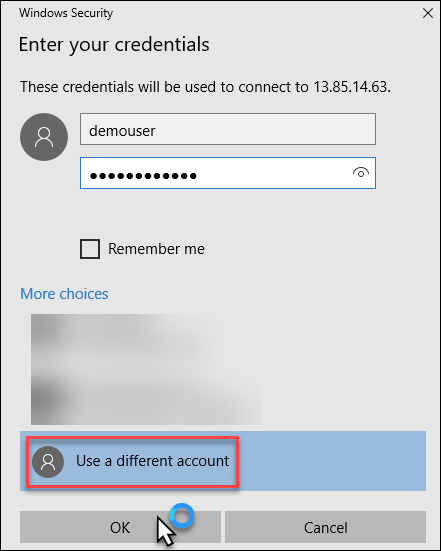 Windows Security
Enter your credentials
These credentials will be used to connect to 13.85.14.63.
demouser
●●●●●●●●●●●●
Remember me
More choices
Use a different account
OK
Cancel